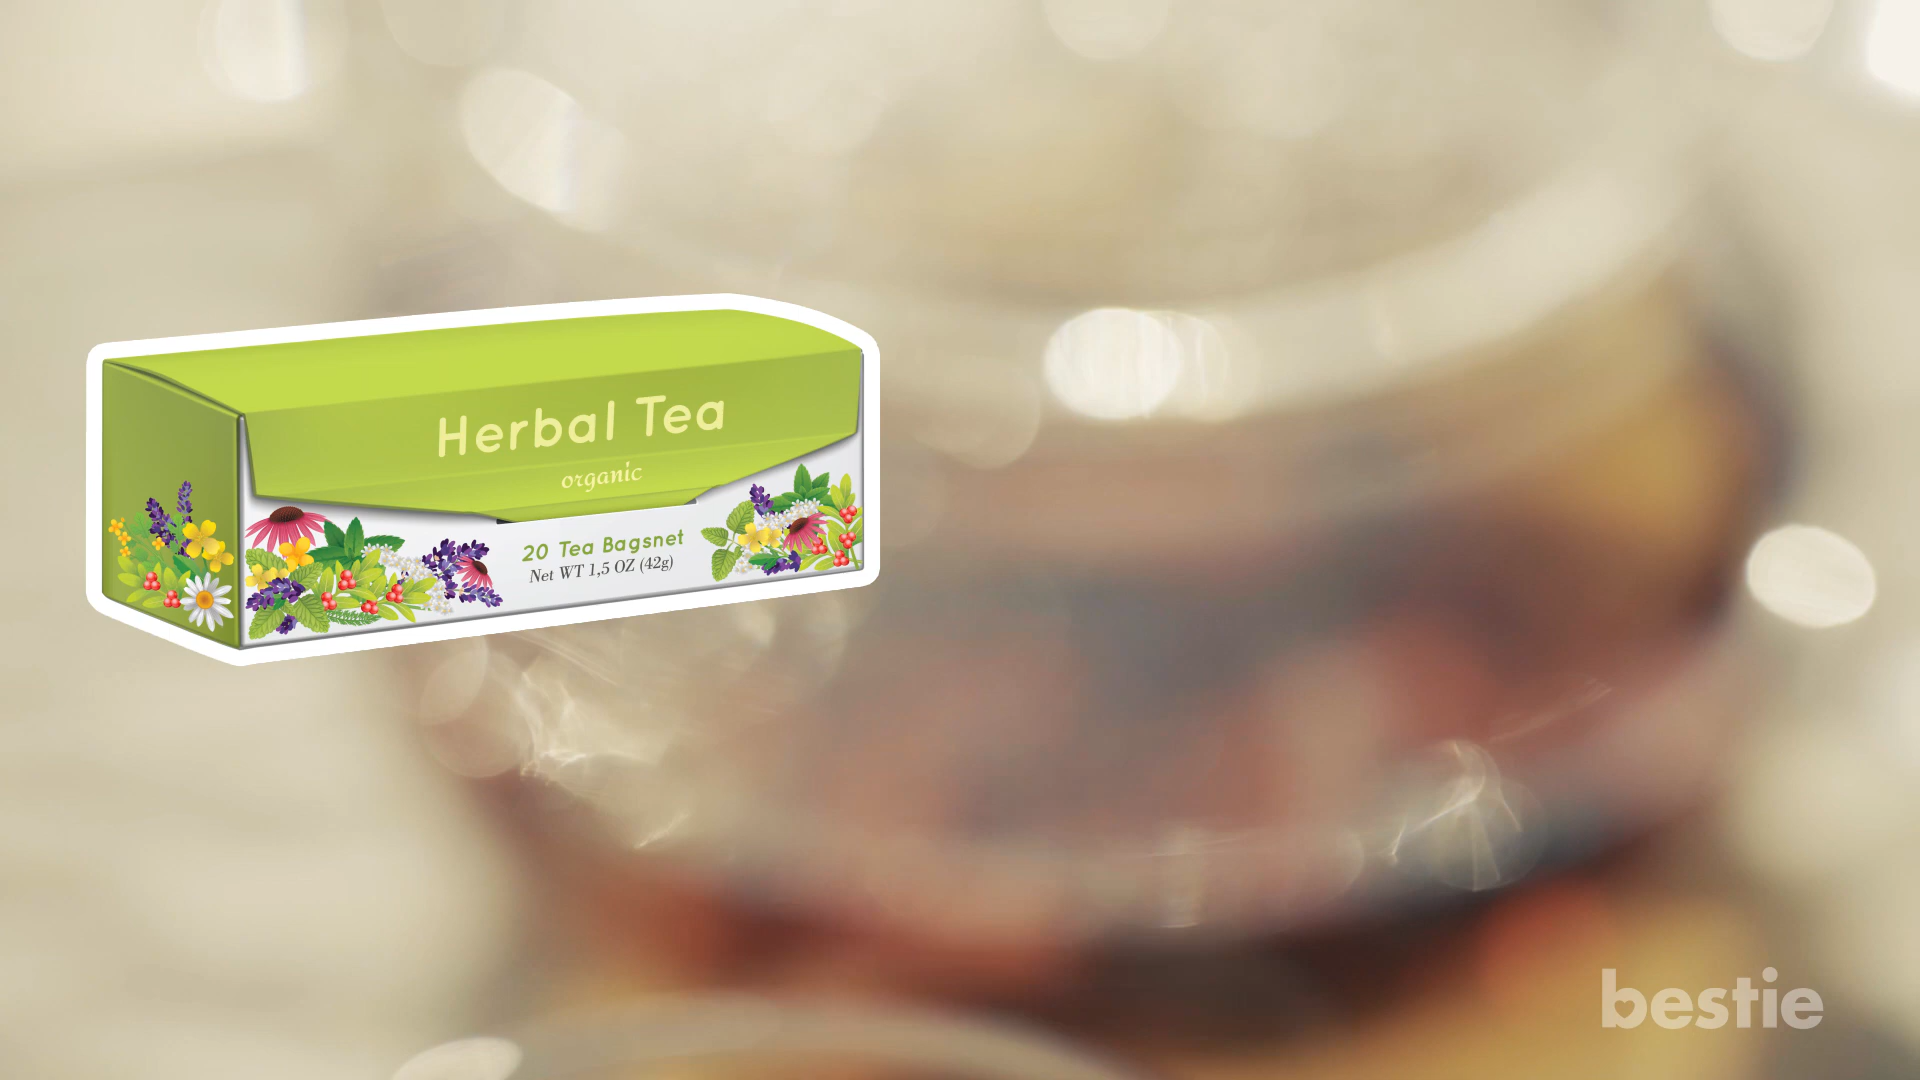 Herbal Tea
organic
20 Tea Bagsnet
Net WT 1,5 OZ (42g)
bestie